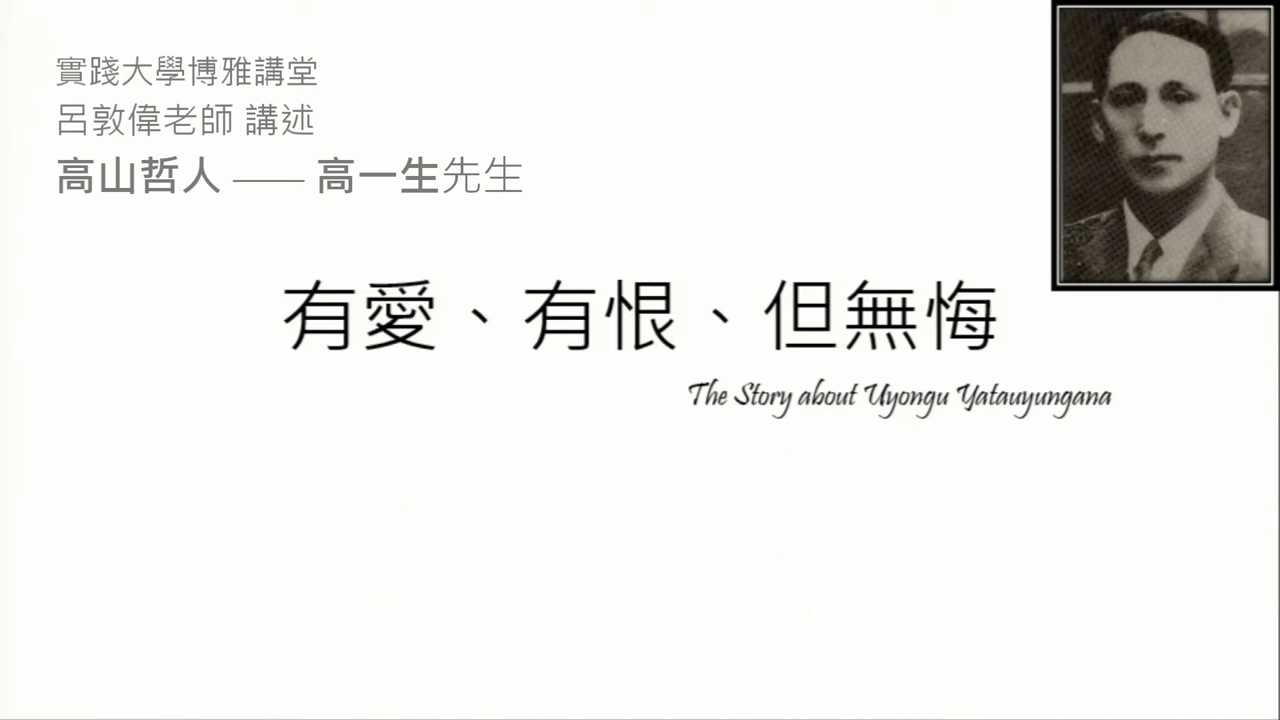 實踐大學博雅講堂
呂敦偉老師 講述
高山哲人 —— 高一生先生
有愛、有恨、但無悔
The Story about Uyongu Yatauyungana